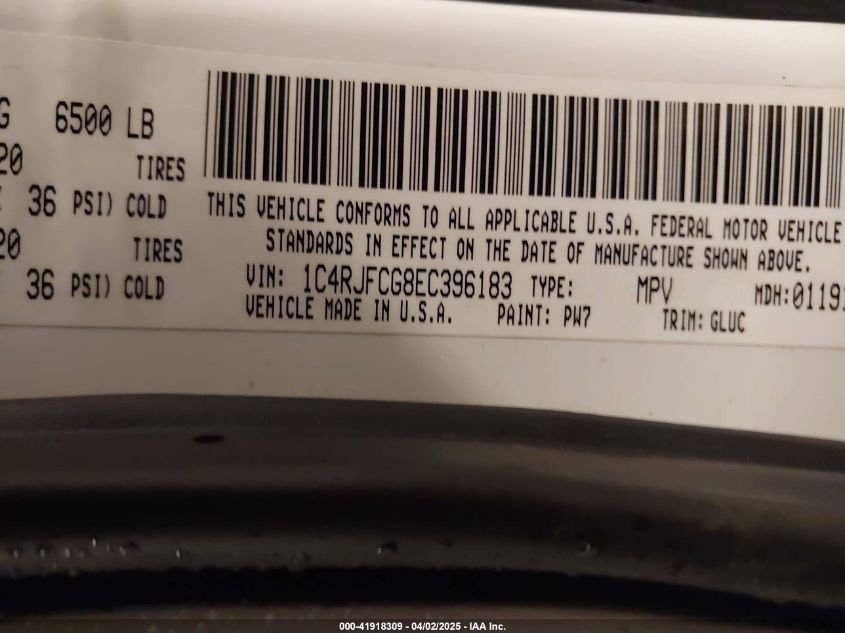 G 6500 LB
20 TIRES
36 PSI) COLD
20 TIRES
36 PSI) COLD
THIS VEHICLE CONFORMS TO ALL APPLICABLE U.S.A. FEDERAL MOTOR VEHICLE
STANDARDS IN EFFECT ON THE DATE OF MANUFACTURE SHOWN ABOVE.
VIN: 1C4RJFCG8EC396183 TYPE: MPV MDH:01191
VEHICLE MADE IN U.S.A. PAINT: PW7 TRIM: GLUC
000-41918309 - 04/02/2025 - IAA Inc.